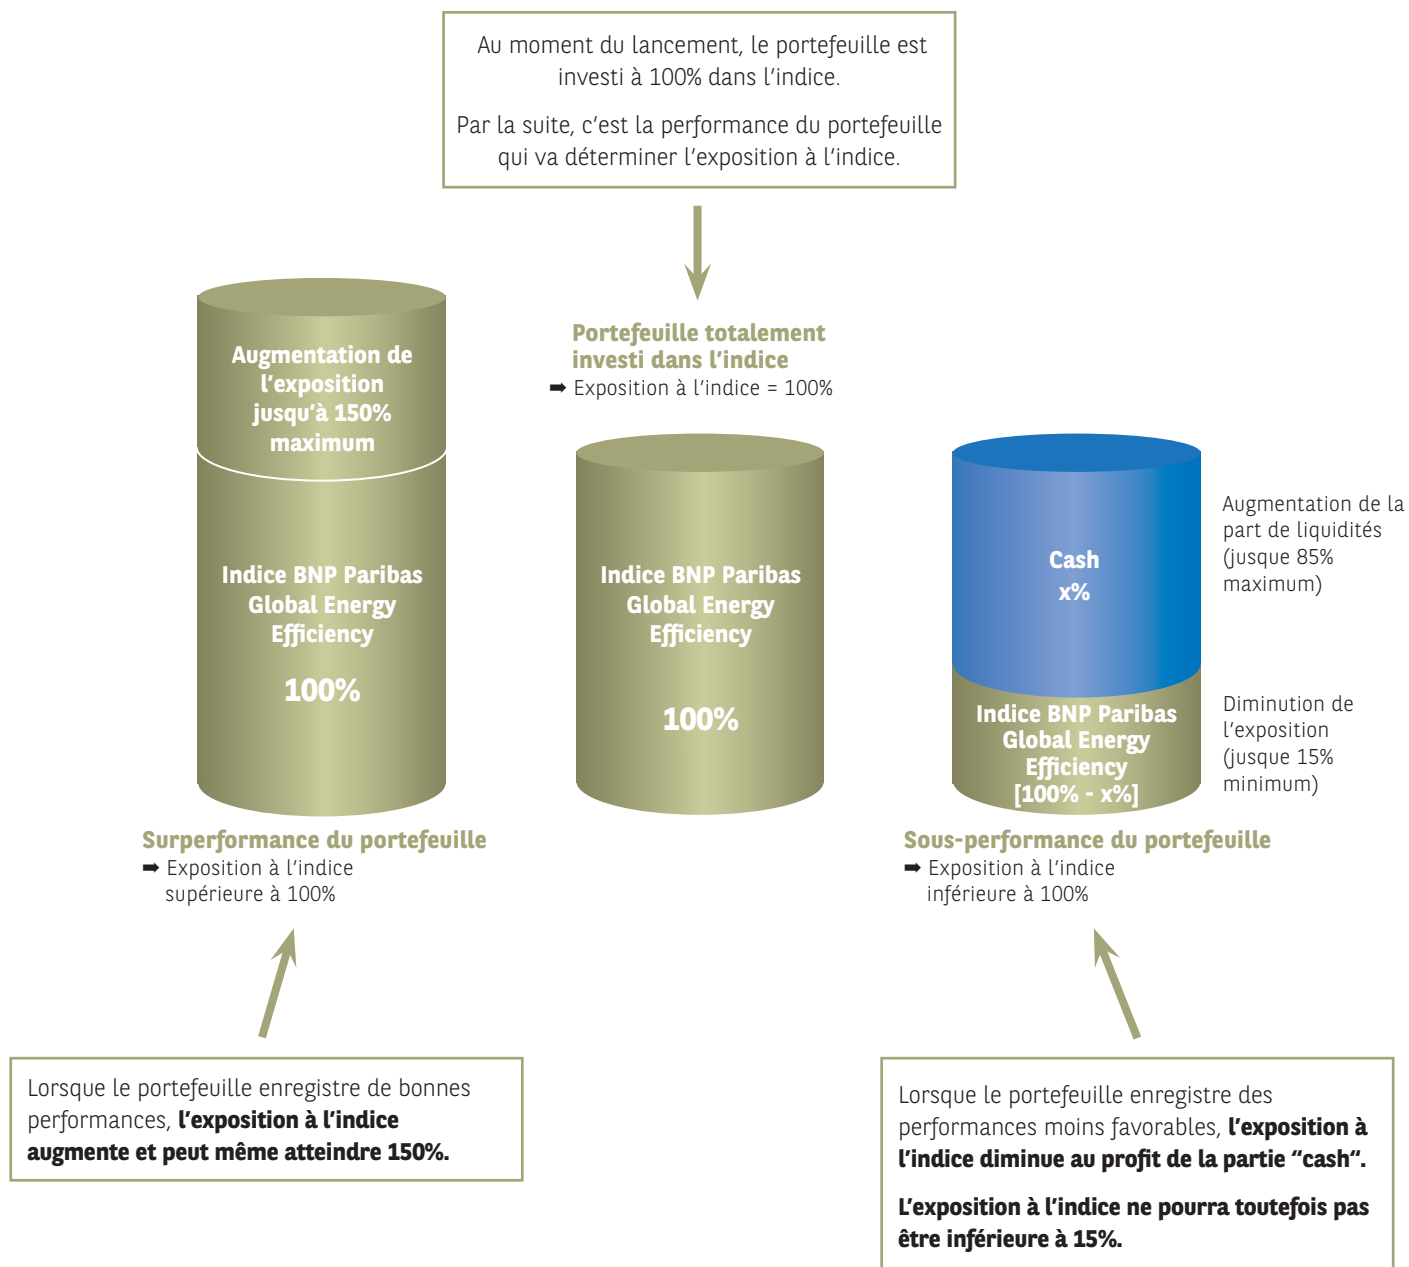 Au moment du lancement, le portefeuille est
investi à 100% dans l'indice.
Par la suite, c'est la performance du portefeuille
qui va déterminer l'exposition à l'indice.
Augmentation de
l'exposition
jusqu'à 150%
maximum
Indice BNP Paribas
Global Energy
Efficiency
100%
Surperformance du portefeuille
➡ Exposition à l'indice
supérieure à 100%
Portefeuille totalement
investi dans l'indice
➡ Exposition à l'indice = 100%
Indice BNP Paribas
Global Energy
Efficiency
100%
Cash
x%
Augmentation de la
part de liquidités
(jusque 85%
maximum)
Indice BNP Paribas
Global Energy
Efficiency
[100% - x%]
Diminution de
l'exposition
(jusque 15%
minimum)
Sous-performance du portefeuille
➡ Exposition à l'indice
inférieure à 100%
Lorsque le portefeuille enregistre de bonnes
performances, l'exposition à l'indice
augmente et peut même atteindre 150%.
Lorsque le portefeuille enregistre des
performances moins favorables, l'exposition à
l'indice diminue au profit de la partie “cash“.
L'exposition à l'indice ne pourra toutefois pas
être inférieure à 15%.